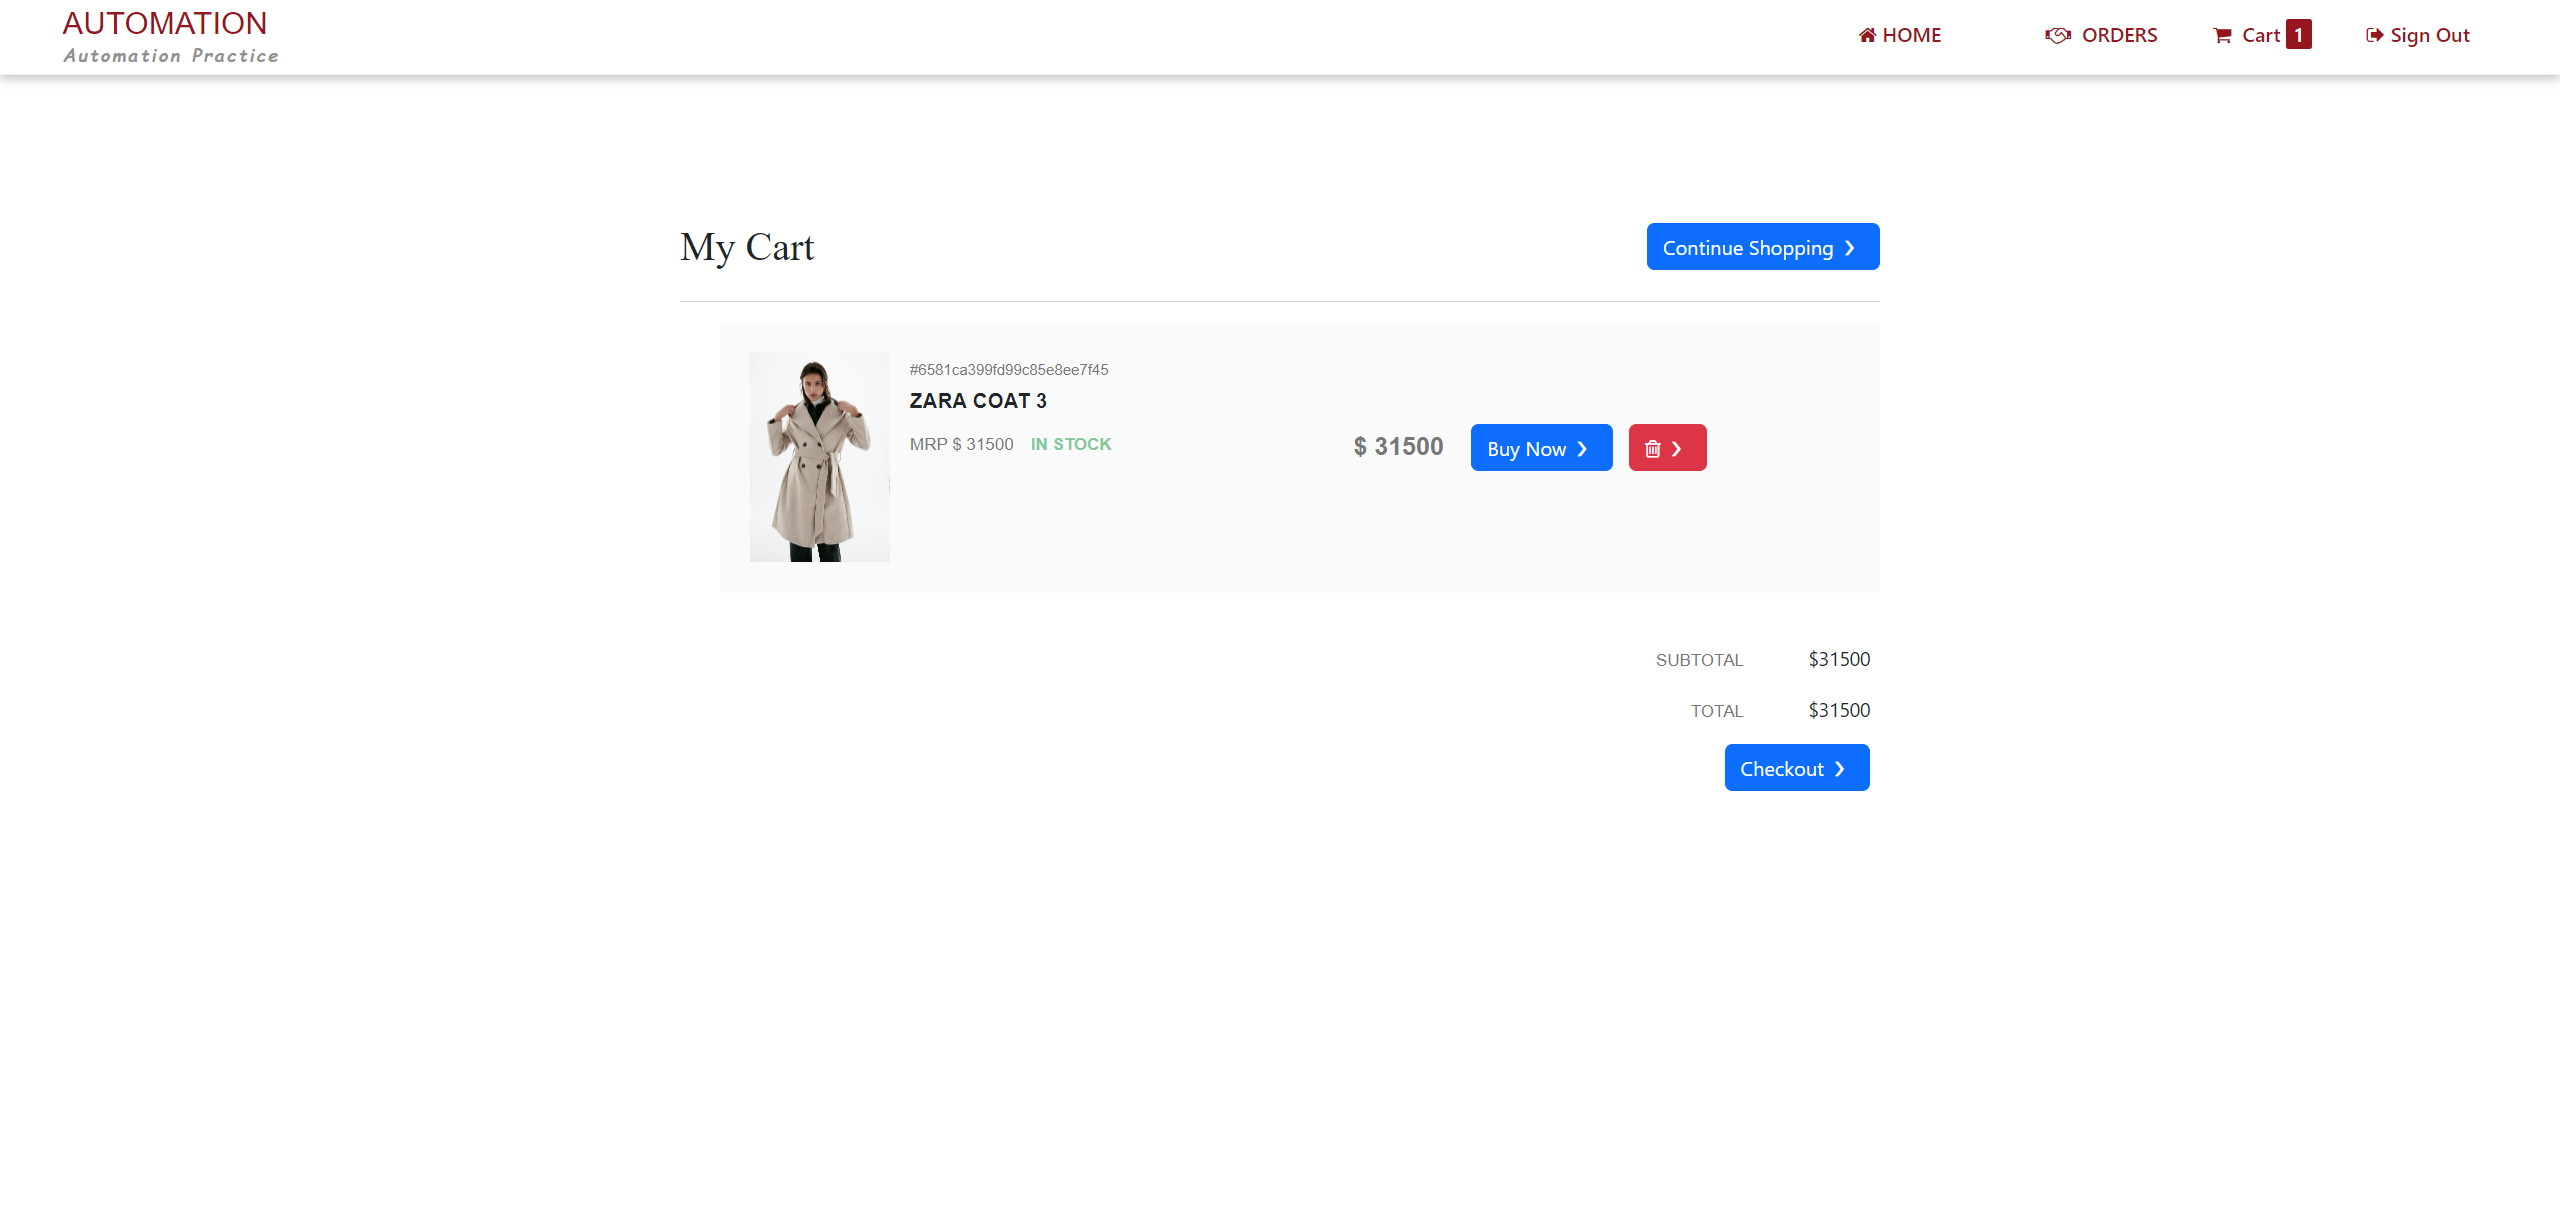 AUTOMATION
Automation Practice
HOME
ORDERS
Cart 1
Sign Out
My Cart
Continue Shopping
#6581ca399fd99c85e8ee7f45
ZARA COAT 3
MRP $ 31500 IN STOCK
$ 31500
Buy Now
SUBTOTAL $31500
TOTAL $31500
Checkout